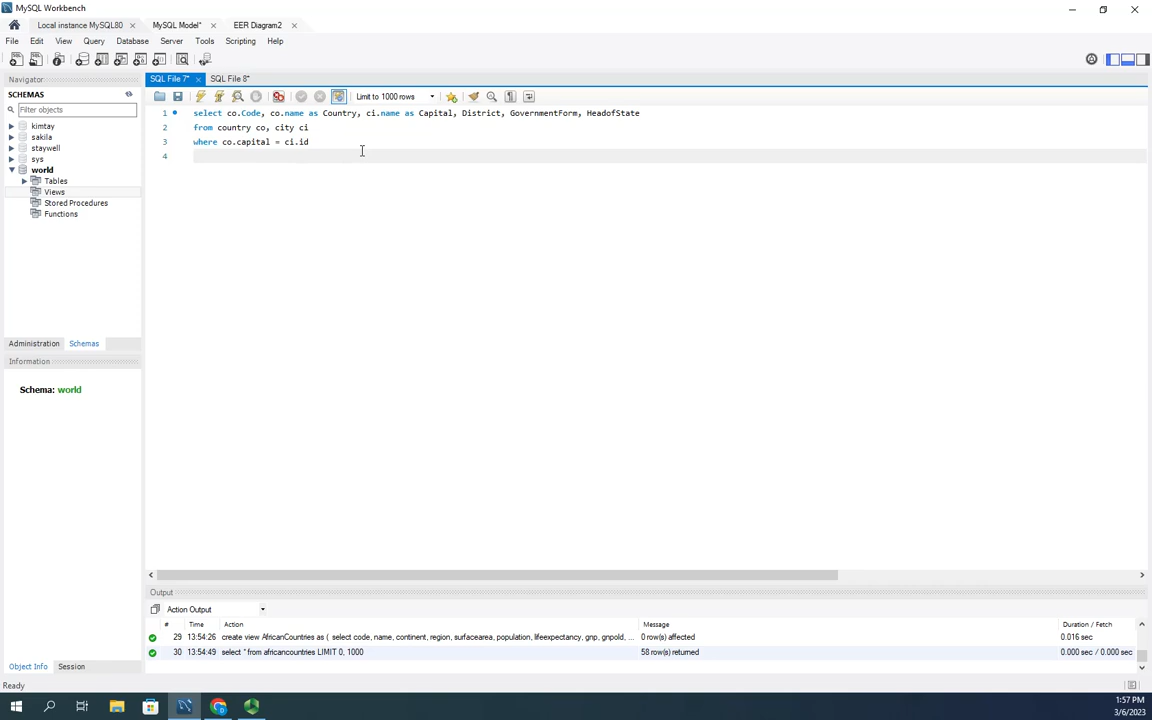 MySQL Workbench
Local instance MySQL80 MySQL Model* EER Diagram2
File Edit View Query Database Server Tools Scripting Help
Navigator
SCHEMAS
Filter objects
kimtay
sakila
staywell
sys
world
Tables
Views
Stored Procedures
Functions
Administration Schemas
Information
Schema: world
Object Info Session
SQL File 7* SQL File 8*
Limit to 1000 rows
1 select co.Code, co.name as Country, ci.name as Capital, District, GovernmentForm, HeadofState
2 from country co, city ci
3 where co.capital = ci.id
4
Output
Action Output
# Time Action Message Duration / Fetch
29 13:54:26 create view AfricanCountries as ( select code, name, continent, region, surfacearea, population, lifeexpectancy, gnp, gnpold, ... 0 row(s) affected 0.016 sec
30 13:54:49 select * from africancountries LIMIT 0, 1000 58 row(s) returned 0.000 sec / 0.000 sec
Ready
1:57 PM
3/6/2023